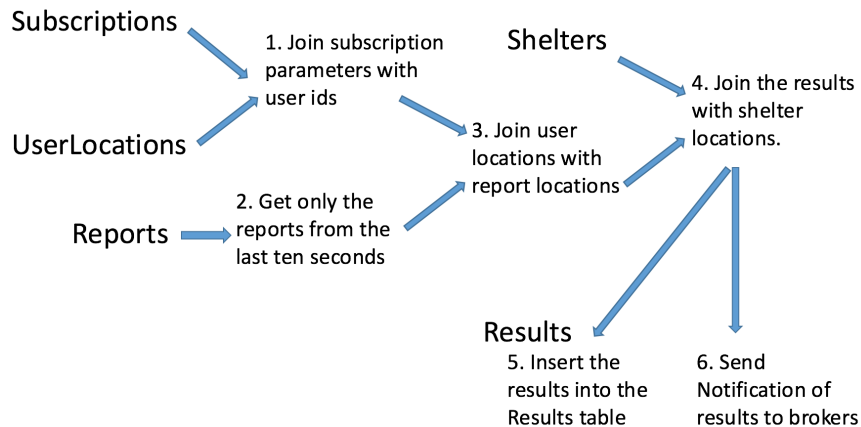 Subscriptions
1. Join subscription
parameters with
user ids
UserLocations
Reports
2. Get only the
reports from the
last ten seconds
3. Join user
locations with
report locations
Shelters
4. Join the results
with shelter
locations.
Results
5. Insert the
results into the
Results table
6. Send
Notification of
results to brokers